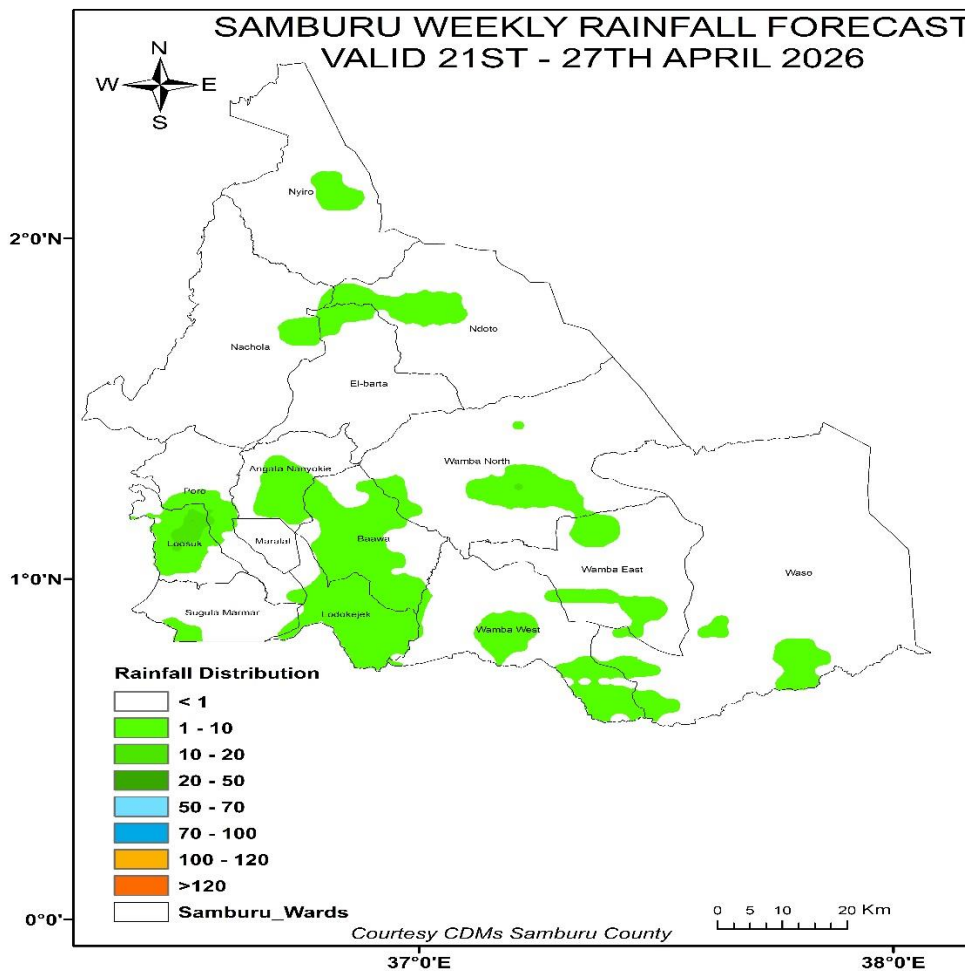 SAMBURU WEEKLY RAINFALL FORECAST
VALID 21ST - 27TH APRIL 2026
N
W E
S
Nyiro
2°0'N
Ndoto
Nachola
El-barta
Wamba North
Angata Nanyokie
Poro
Baawa
Maralal
Loosuk
1°0'N
Wamba East
Waso
Suguta Marmar
Lodokejek
Wamba West
Rainfall Distribution
< 1
1 - 10
10 - 20
20 - 50
50 - 70
70 - 100
100 - 120
>120
Samburu_Wards
0 5 10 20 Km
0°0'
Courtesy CDMs Samburu County
37°0'E
38°0'E